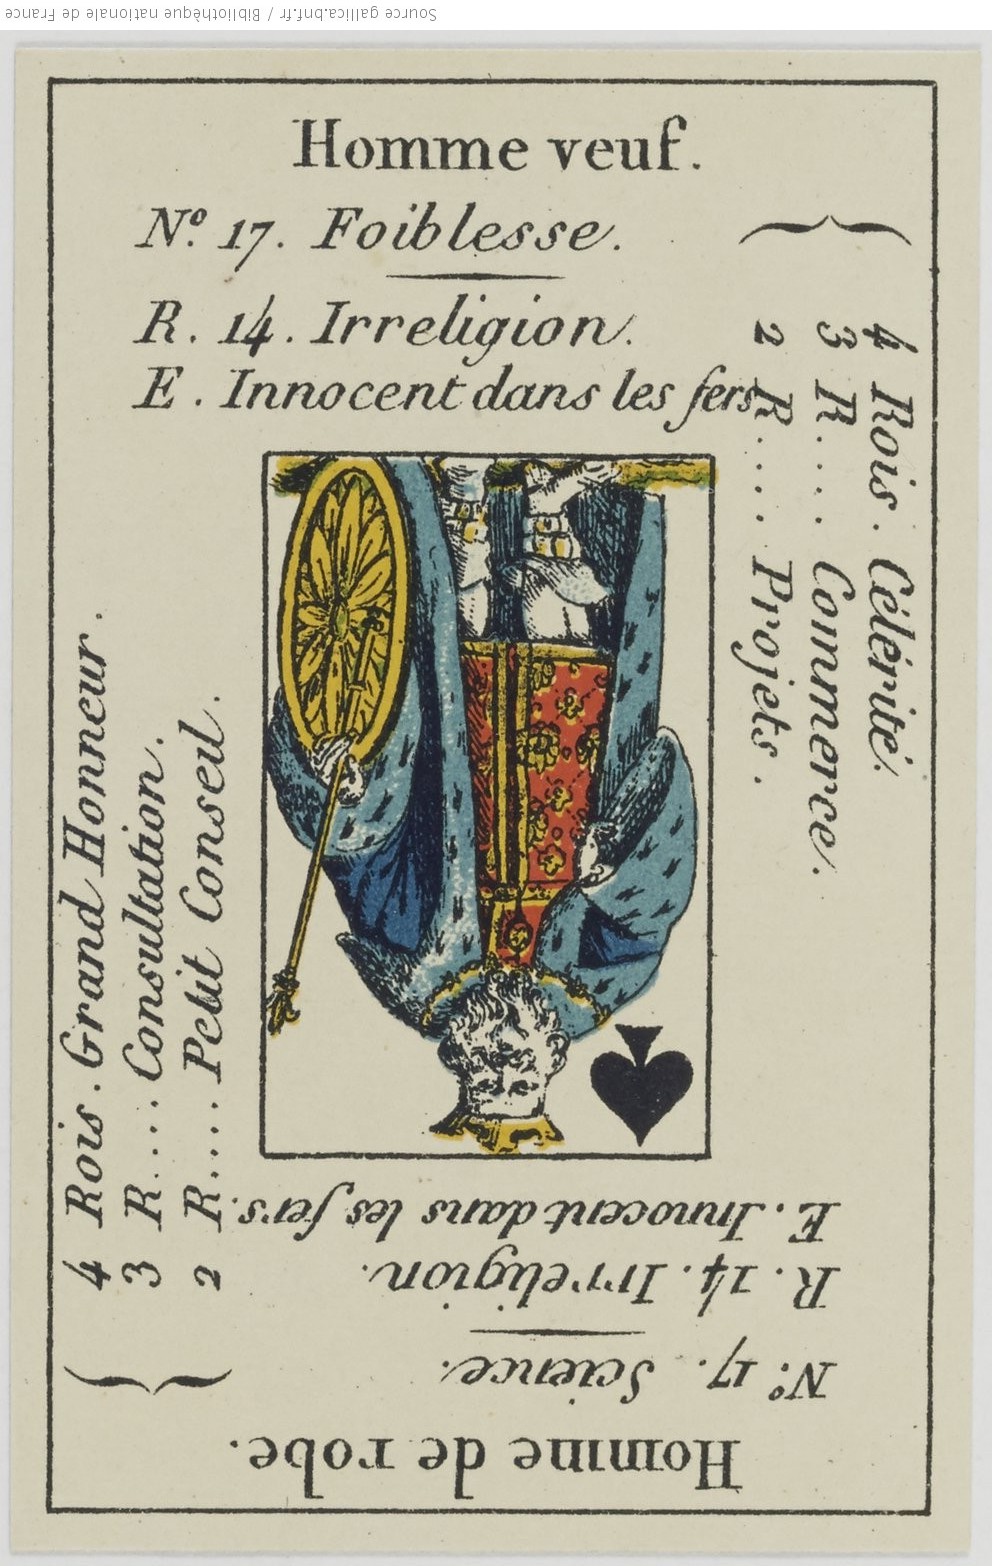 Source gallica.bnf.fr / Bibliothèque nationale de France
Homme veuf.
N.º 17. Foiblesse.
R. 14. Irreligion.
E. Innocent dans les fers.
4 Rois. Célérité.
3 R.... Commerce.
2 R.... Projets.
4 Rois. Grand Honneur.
3 R.... Consultation.
2 R.... Petit Conseil.
Homme de robe.
N.º 17. Science.
R. 14. Irreligion.
E. Innocent dans les fers.